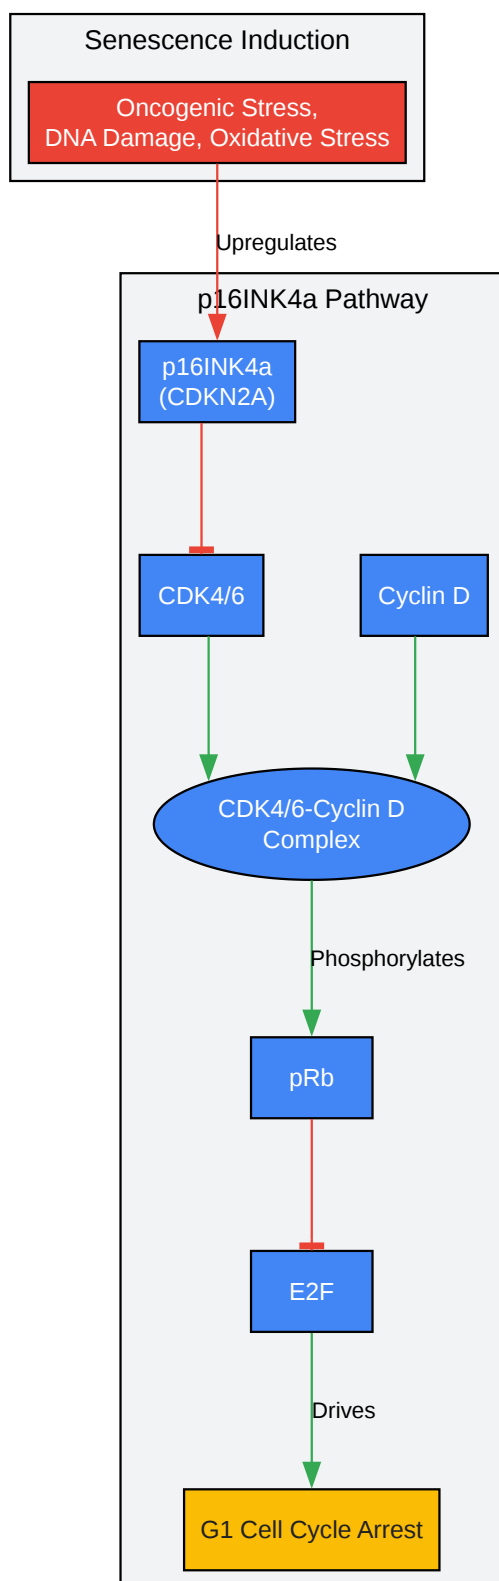 Senescence Induction
Oncogenic Stress,
DNA Damage, Oxidative Stress
Upregulates
p16INK4a Pathway
p16INK4a
(CDKN2A)
CDK4/6
Cyclin D
CDK4/6-Cyclin D
Complex
Phosphorylates
pRb
E2F
Drives
G1 Cell Cycle Arrest